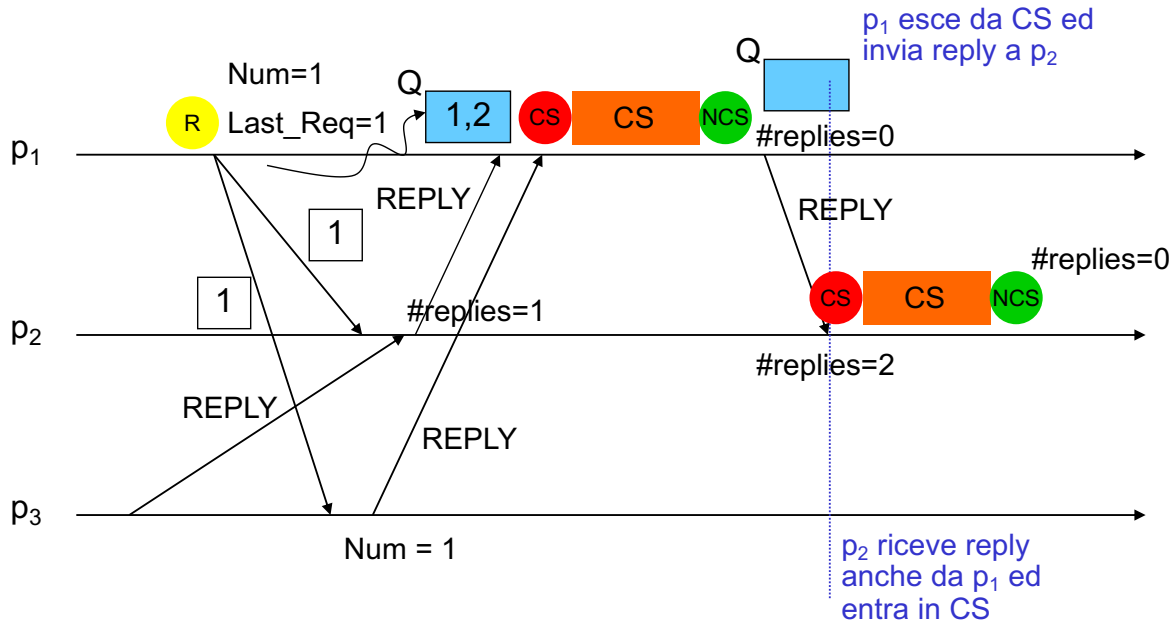 p1 esce da CS ed
invia reply a p2
Num=1
Q
Q
R
Last_Req=1
1,2
CS
CS
NCS
#replies=0
p1
REPLY
REPLY
1
#replies=0
1
#replies=1
CS
CS
NCS
p2
#replies=2
REPLY
REPLY
p3
Num = 1
p2 riceve reply
anche da p1 ed
entra in CS